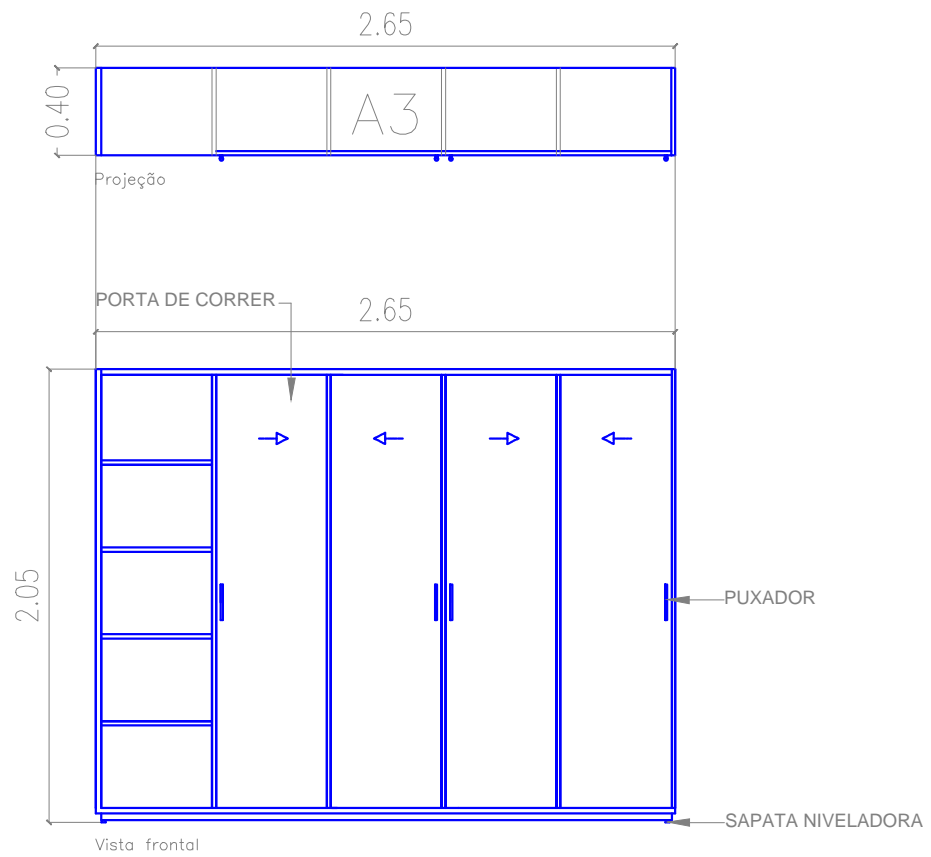 2.65
0.40
A3
Projeção
PORTA DE CORRER
2.65
2.05
PUXADOR
SAPATA NIVELADORA
Vista frontal